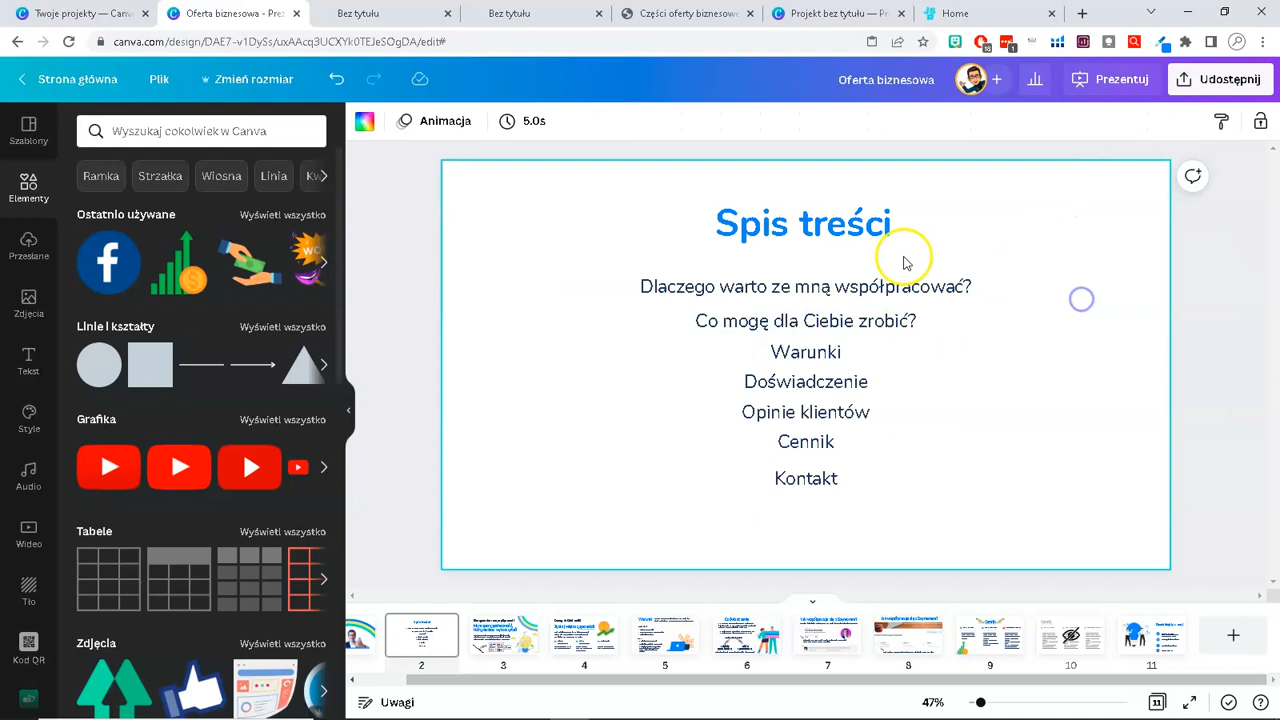 Twoje projekty — Canv
Oferta biznesowa - Prez
Bez tytułu
Bez tytułu
Części oferty biznesowe
Projekt bez tytułu — Pro
Home
canva.com/design/DAE7-v1DySs/uxAAcq3UCXYk0TEJeSOgDA/edit#
Strona główna
Plik
Zmień rozmiar
Oferta biznesowa
Prezentuj
Udostępnij
Szablony
Elementy
Przesłane
Zdjęcia
Tekst
Style
Audio
Wideo
Tło
Kod QR
Wyszukaj cokolwiek w Canva
Ramka
Strzałka
Wiosna
Linia
Ostatnio używane
Wyświetl wszystko
Linie i kształty
Wyświetl wszystko
Grafika
Wyświetl wszystko
Tabele
Wyświetl wszystko
Wyświetl wszystko
Animacja
5.0s
Spis treści
Dlaczego warto ze mną współpracować?
Co mogę dla Ciebie zrobić?
Warunki
Doświadczenie
Opinie klientów
Cennik
Kontakt
2
3
4
5
6
7
8
9
10
11
Uwagi
47%
11